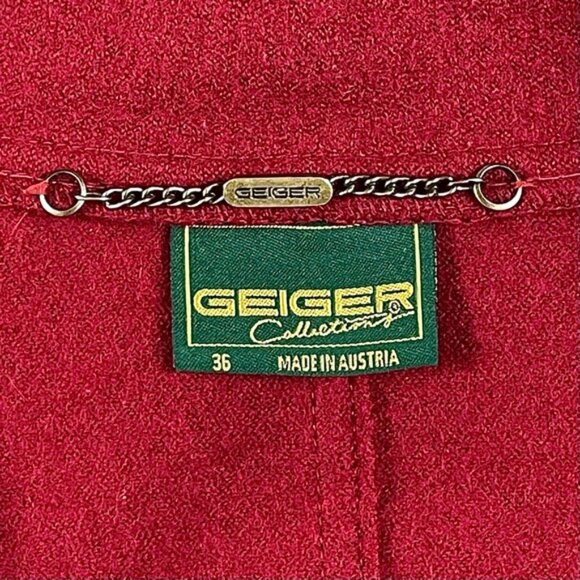 GEIGER
GEIGER®
Collections
36 MADE IN AUSTRIA